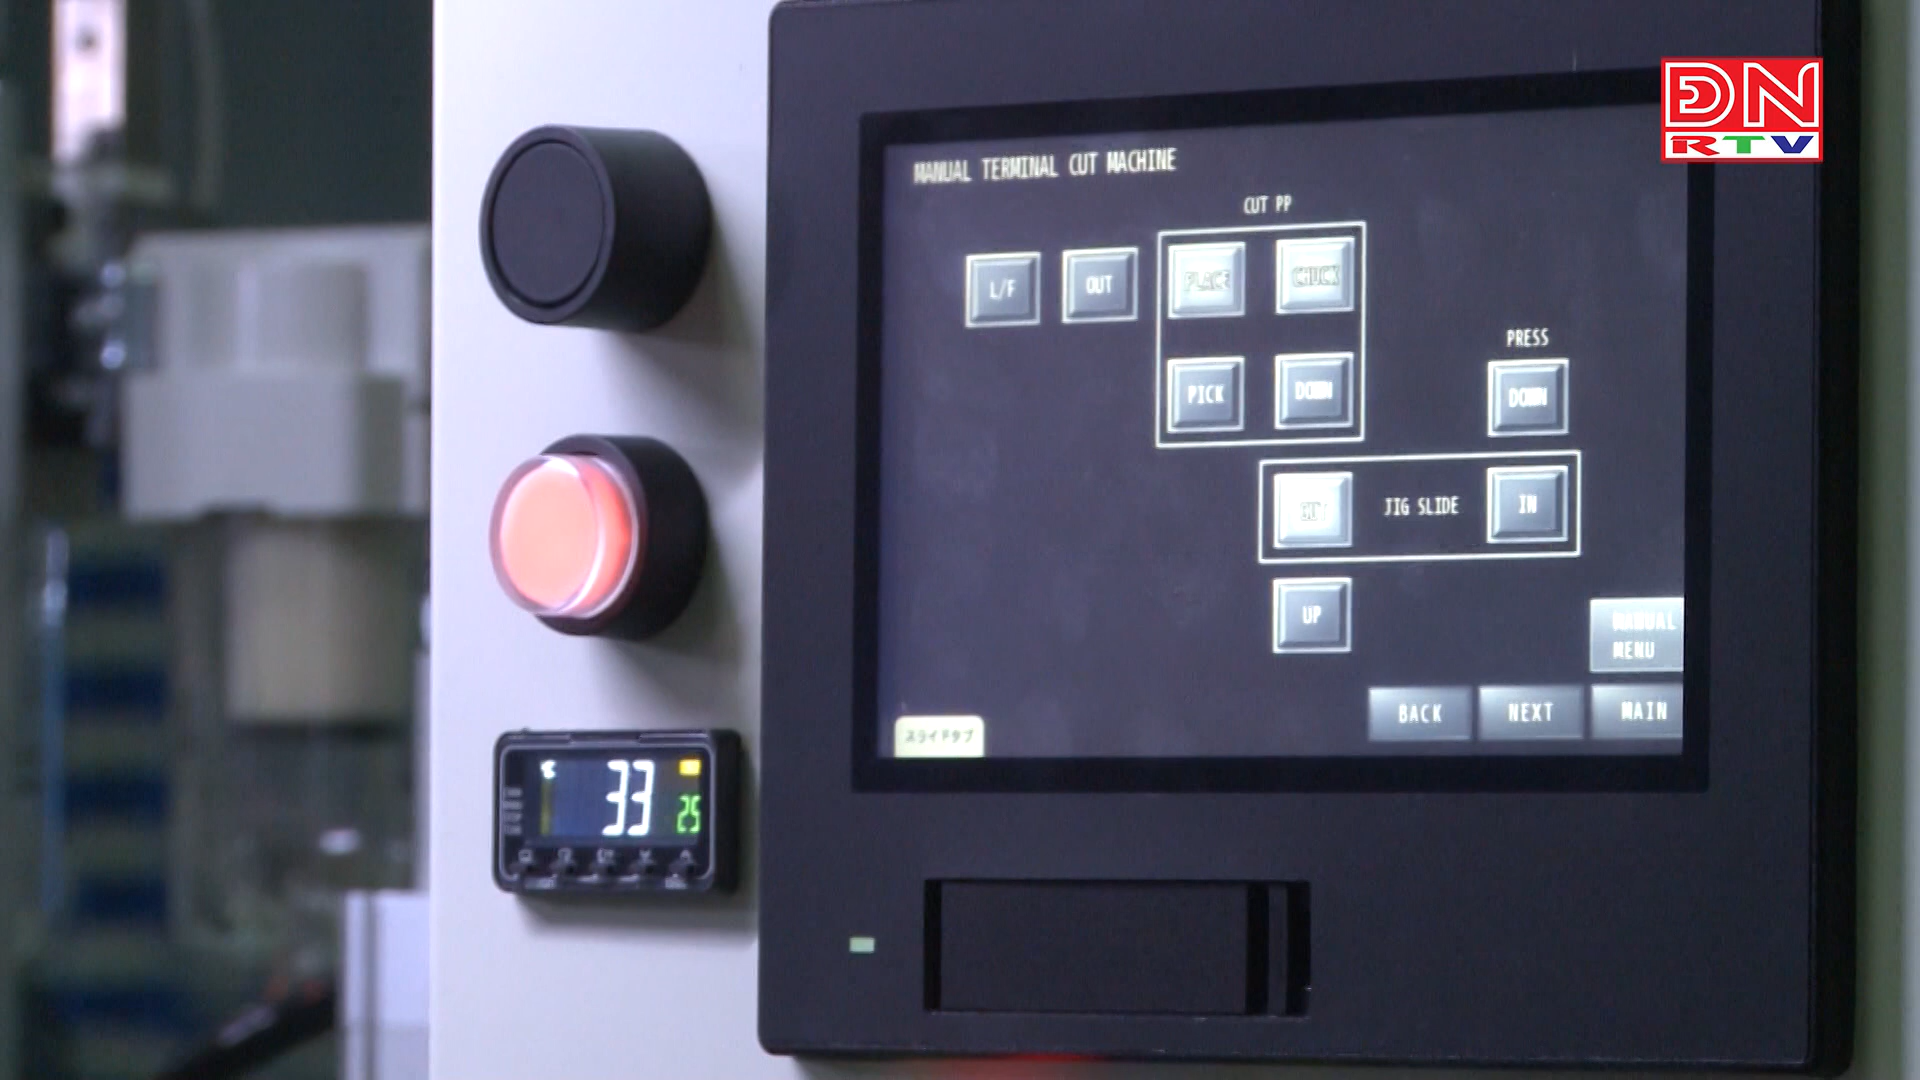 DN
RTV
MANUAL TERMINAL CUT MACHINE
CUT PP
L/F
OUT
PLACE
CHUCK
PRESS
PICK
DOWN
DOWN
JIG SLIDE
IN
UP
MANUAL
MENU
BACK
NEXT
MAIN
スライドタブ
33
25